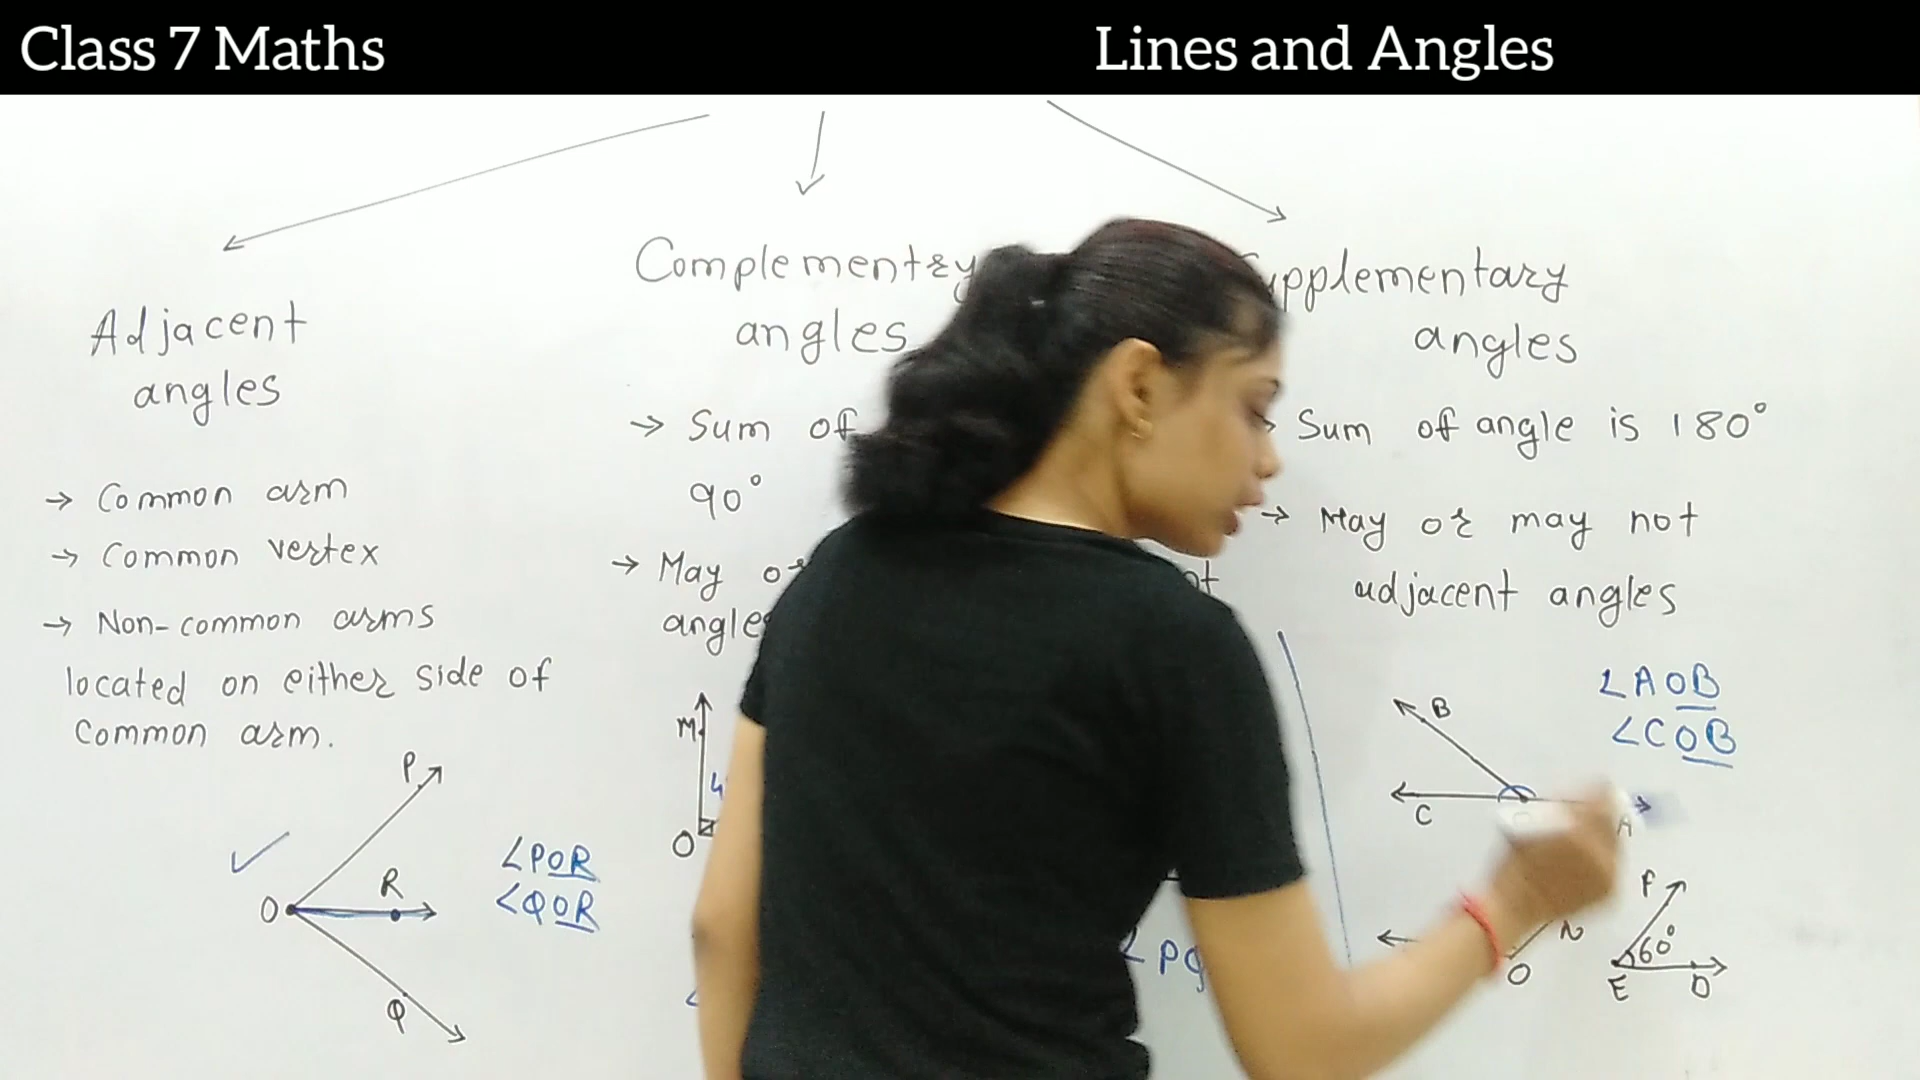 Class 7 Maths
Lines and Angles
Adjacent
angles
→ Common arm
→ Common vertex
→ Non-common arms
located on either side of
Common arm.
P
R
O
Q
∠POR
∠QOR
Complementry
angles
→ Sum of
90°
→ May or
M
O
angles
→ Sum of angle is 180°
→ May or may not
adjacent angles
∠AOB
∠COB
B
C
A
N
O
F
60°
E
D